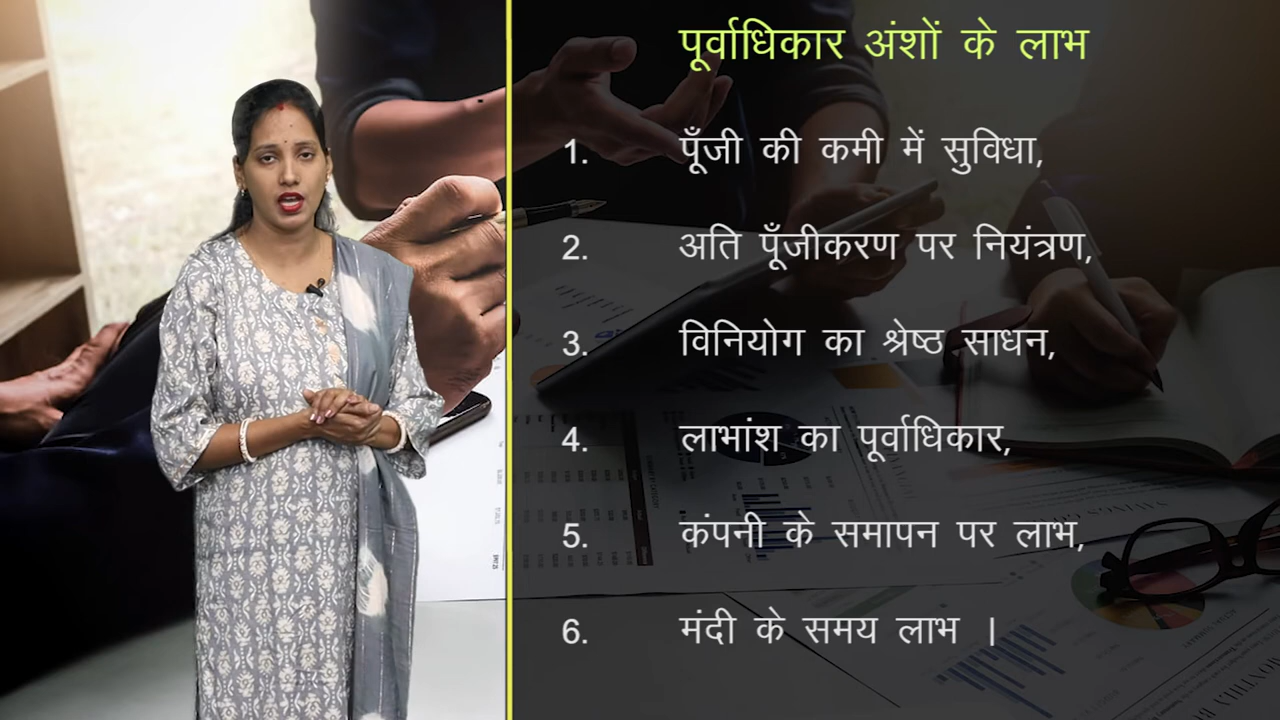 पूर्वाधिकार अंशों के लाभ
1. पूँजी की कमी में सुविधा,
2. अति पूँजीकरण पर नियंत्रण,
3. विनियोग का श्रेष्ठ साधन,
4. लाभांश का पूर्वाधिकार,
5. कंपनी के समापन पर लाभ,
6. मंदी के समय लाभ ।